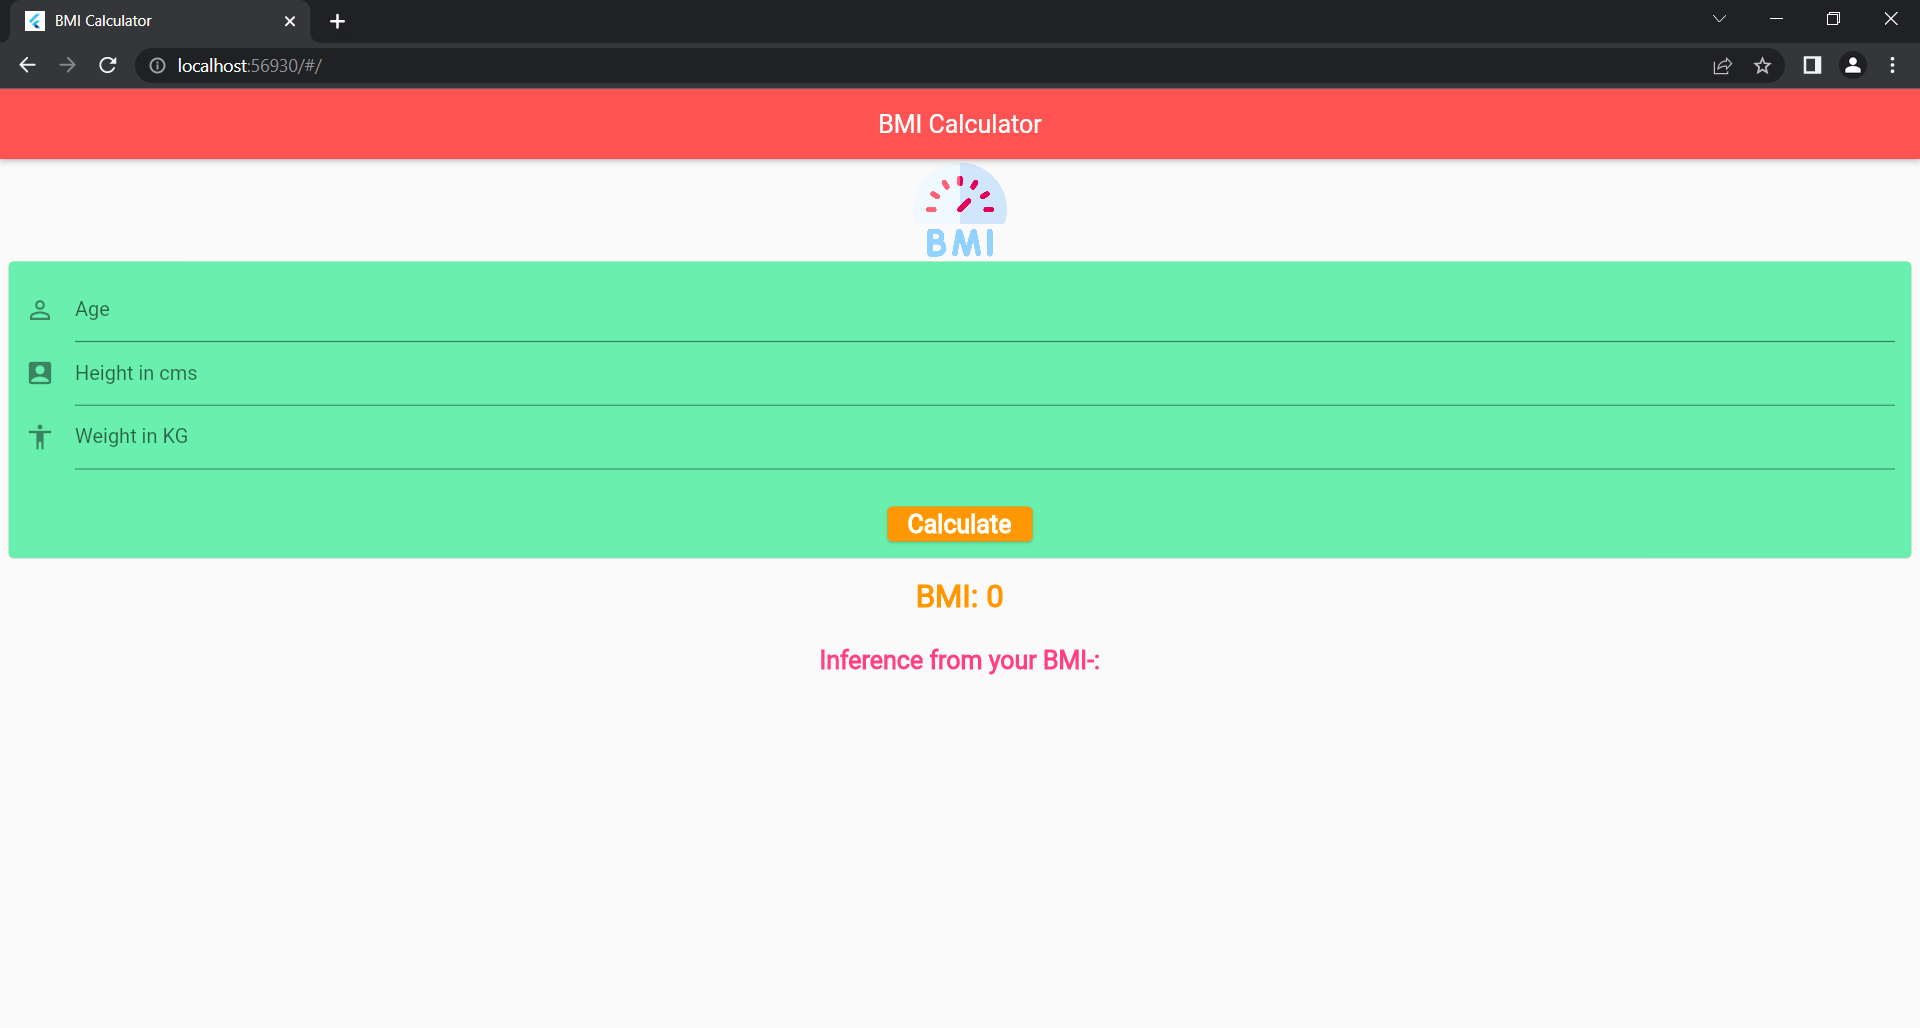 BMI Calculator
localhost:56930/#/
BMI Calculator
BMI
Age
Height in cms
Weight in KG
Calculate
BMI: 0
Inference from your BMI-: